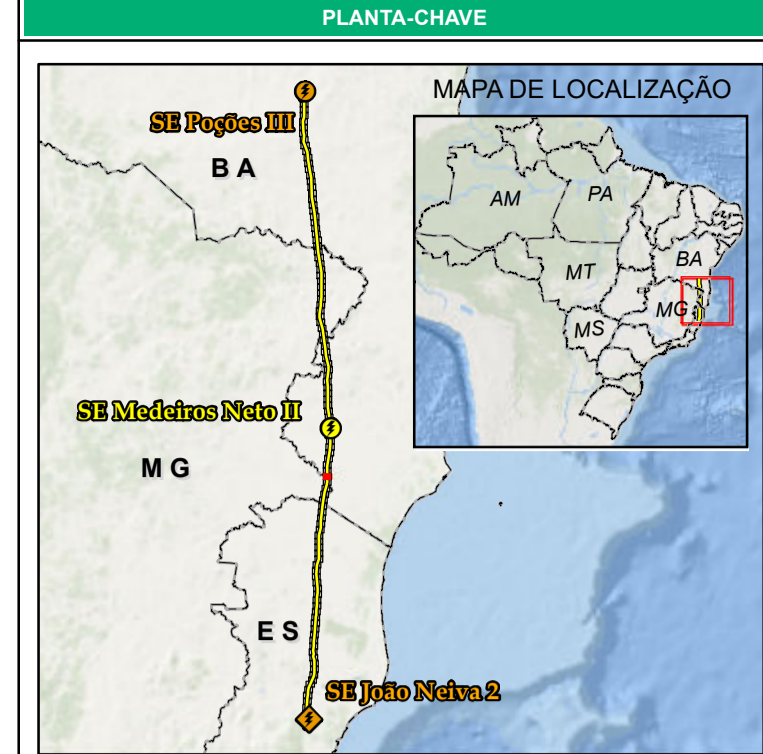 PLANTA-CHAVE
MAPA DE LOCALIZAÇÃO
SE Poções III
B A
AM
PA
BA
MT
MG
MS
SE Medeiros Neto II
M G
E S
SE João Neiva 2